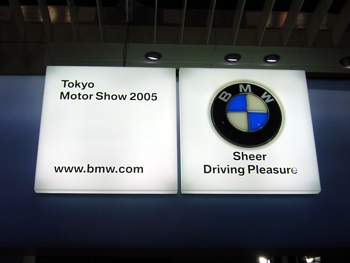 Tokyo
Motor Show 2005
www.bmw.com
BMW
Sheer
Driving Pleasure